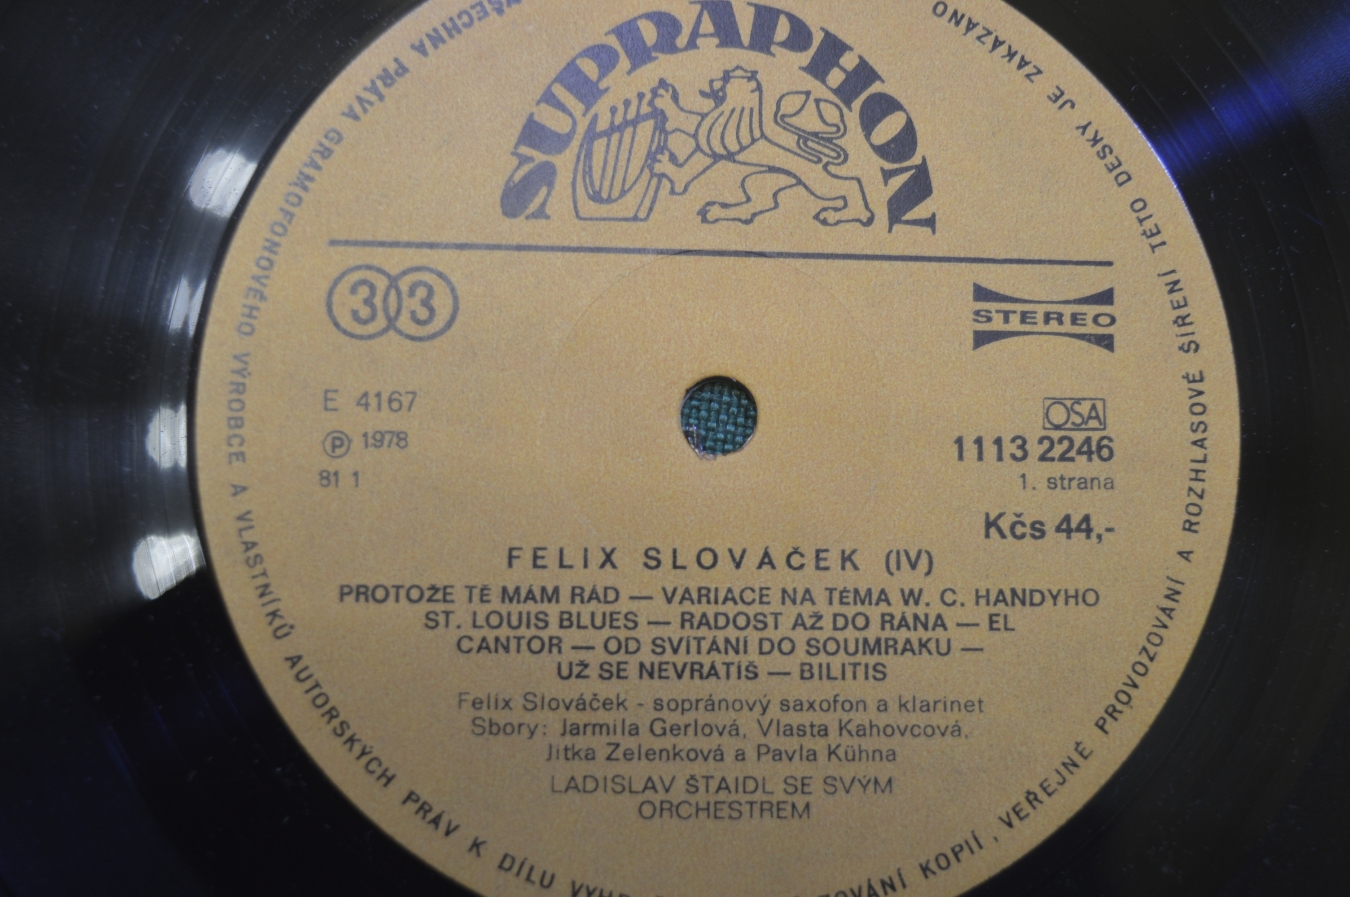 SUPRAPHON
33
STEREO
E 4167
℗ 1978
81 1
OSA
1113 2246
1. strana
Kčs 44,-
FELIX SLOVÁČEK (IV)
PROTOŽE TĚ MÁM RÁD — VARIACE NA TÉMA W. C. HANDYHO
ST. LOUIS BLUES — RADOST AŽ DO RÁNA — EL
CANTOR — OD SVÍTÁNÍ DO SOUMRAKU —
UŽ SE NEVRÁTÍŠ — BILITIS
Felix Slováček - sopránový saxofon a klarinet
Sbory: Jarmila Gerlová, Vlasta Kahovcová,
Jitka Zelenková a Pavla Kühna
LADISLAV ŠTAIDL SE SVÝM
ORCHESTREM
VŠECHNA PRÁVA GRAMOFONOVÉHO VÝROBCE A VLASTNÍKŮ AUTORSKÝCH PRÁV K DÍLU KOPIÍ, VEŘEJNÉ PROVOZOVÁNÍ A ROZHLASOVÉ ŠÍŘENÍ TÉTO DESKY JE ZAKÁZÁNO